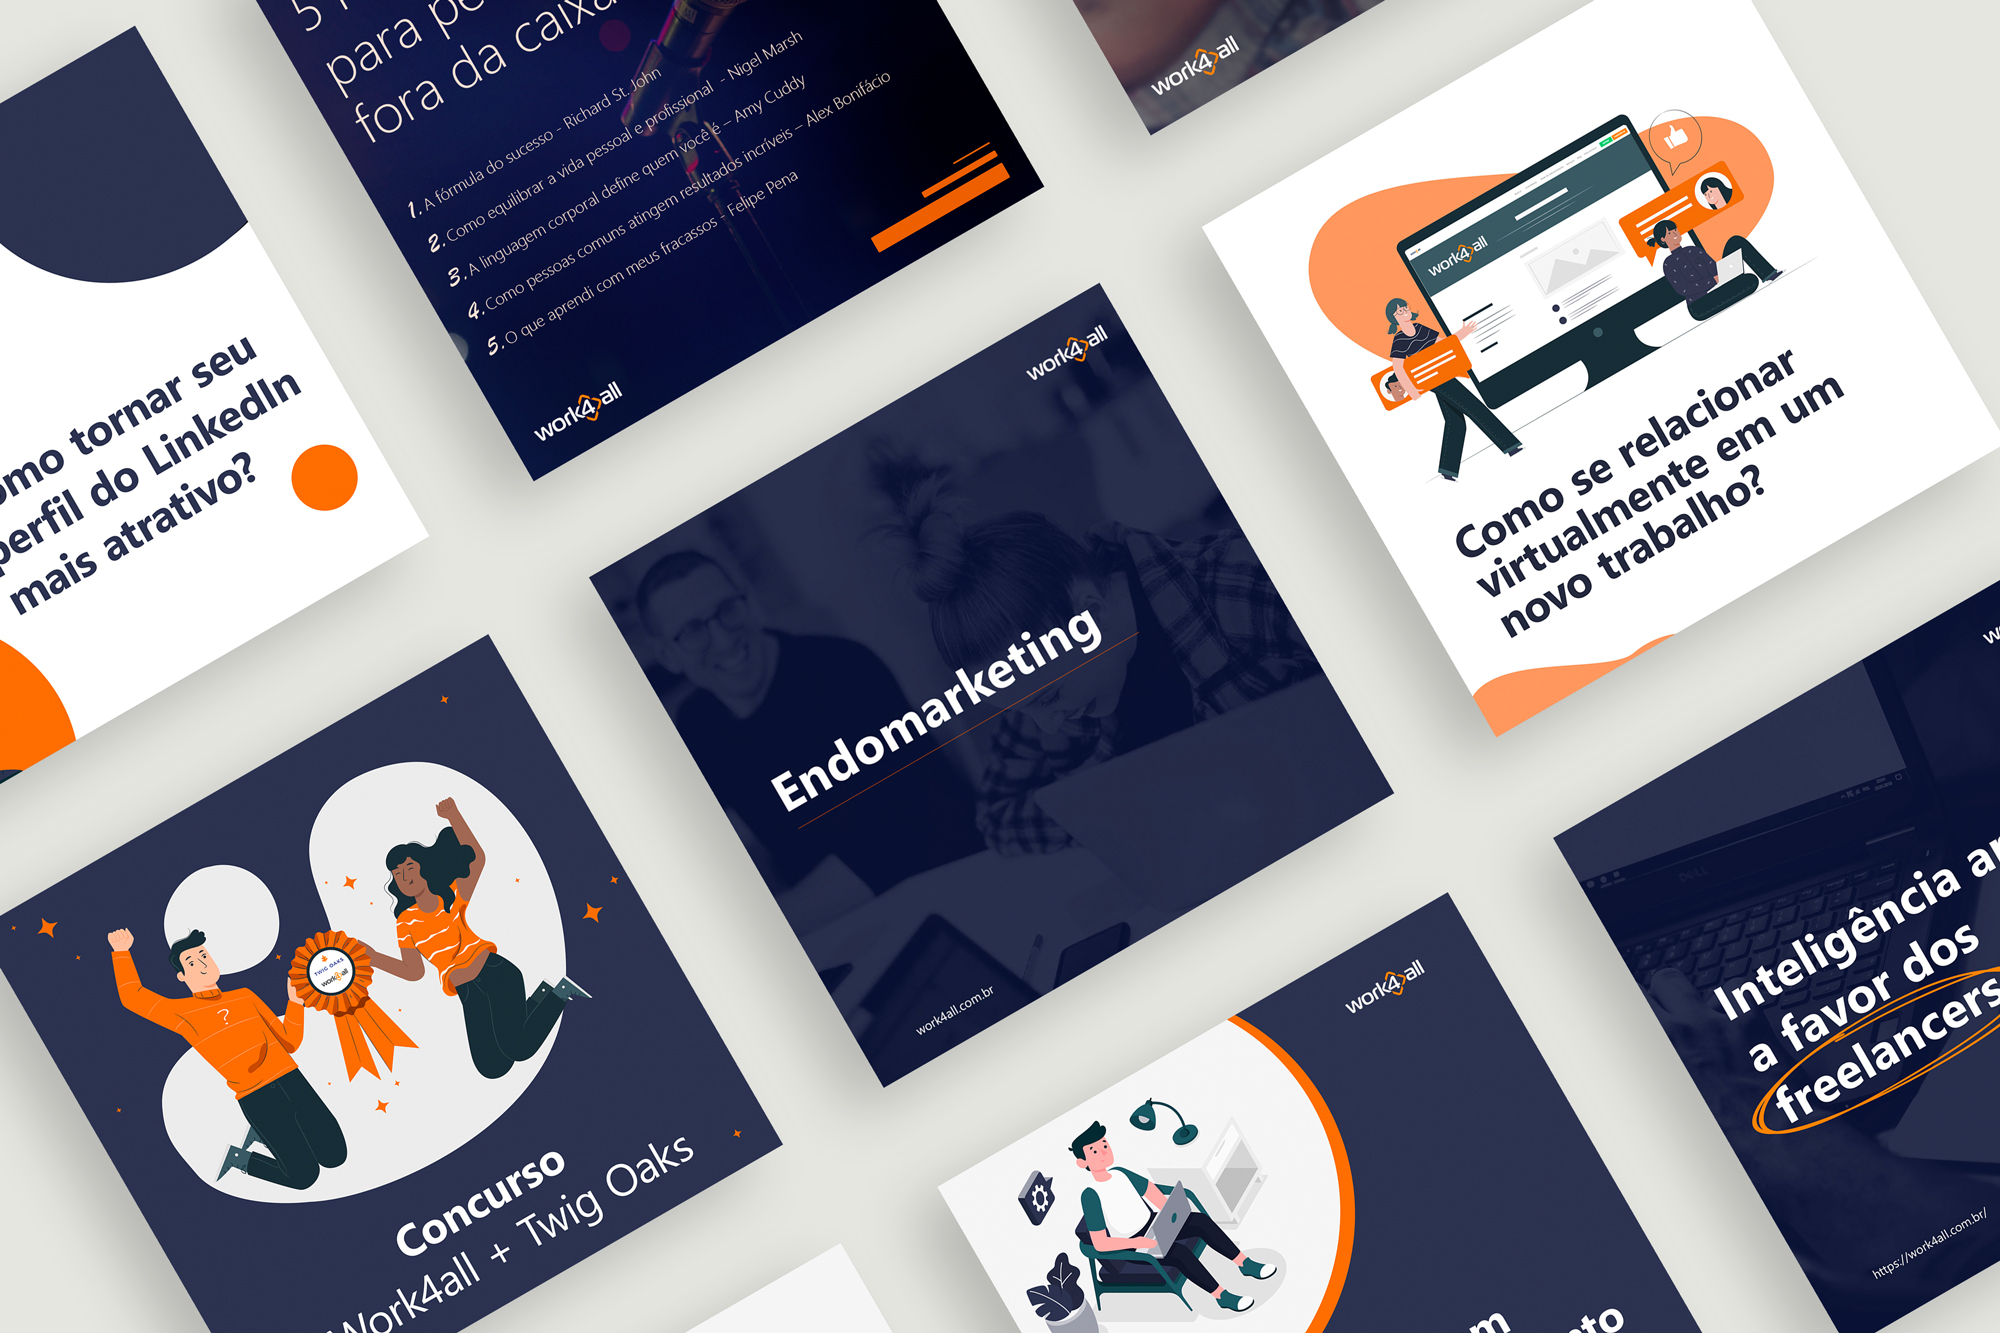 para
fora da caixa
1. A fórmula do sucesso - Richard St. John
2. Como equilibrar a vida pessoal e profissional - Nigel Marsh
3. A linguagem corporal define quem você é – Amy Cuddy
4. Como pessoas comuns atingem resultados incríveis – Alex Bonifácio
5. O que aprendi com meus fracassos - Felipe Pena
work4all
work4all
work4all
Como se relacionar
virtualmente em um
novo trabalho?
tornar seu
perfil do LinkedIn
mais atrativo?
work4all
Endomarketing
work4all.com.br
TWIG OAKS
work4all
Concurso
Work4all + Twig Oaks
work4all
DELL
Inteligência
a favor dos
freelancers
https://work4all.com.br/